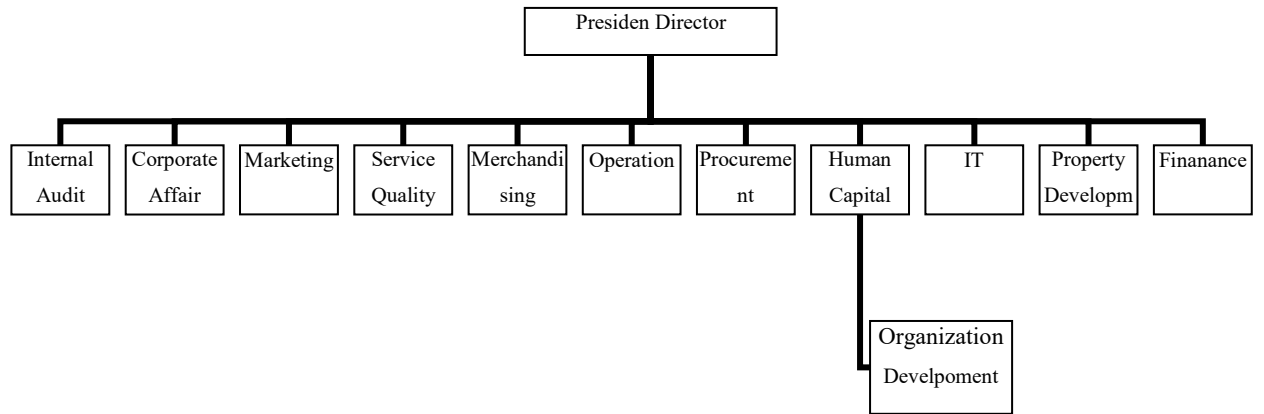 Presiden Director
Internal
Audit
Corporate
Affair
Marketing
Service
Quality
Merchandi
sing
Operation
Procureme
nt
Human
Capital
IT
Property
Developm
Finanance
Organization
Develpoment